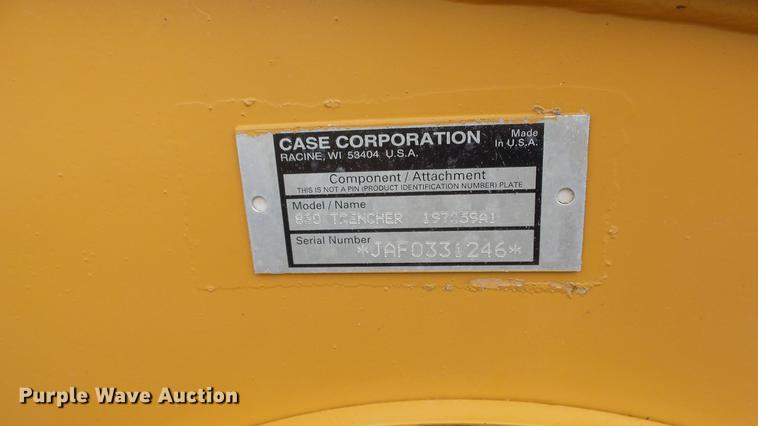 CASE CORPORATION
Made
In U.S.A.
RACINE, WI 53404 U.S.A.
Component / Attachment
THIS IS NOT A PIN (PRODUCT IDENTIFICATION NUMBER) PLATE
Model / Name
TRENCHER
Serial Number
*JAF0331246*
Purple Wave Auction